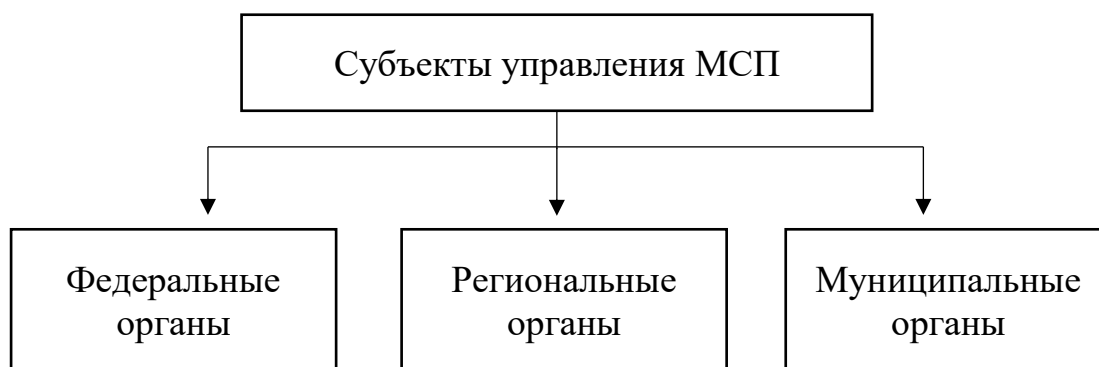 Субъекты управления МСП
Федеральные
органы
Региональные
органы
Муниципальные
органы